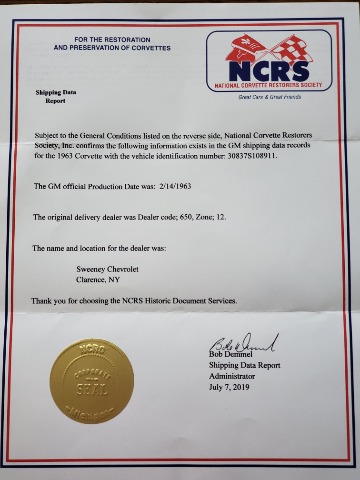 FOR THE RESTORATION
AND PRESERVATION OF CORVETTES
NCRS
NATIONAL CORVETTE RESTORERS SOCIETY
Great Cars & Great Friends
Shipping Data
Report
Subject to the General Conditions listed on the reverse side, National Corvette Restorers
Society, Inc. confirms the following information exists in the GM shipping data records
for the 1963 Corvette with the vehicle identification number: 30837S108911.
The GM official Production Date was: 2/14/1963
The original delivery dealer was Dealer code; 650, Zone; 12.
The name and location for the dealer was:
Sweeney Chevrolet
Clarence, NY
Thank you for choosing the NCRS Historic Document Services.
Bob Demmel
Shipping Data Report
Administrator
July 7, 2019
NCRS
CORPORATE
SEAL